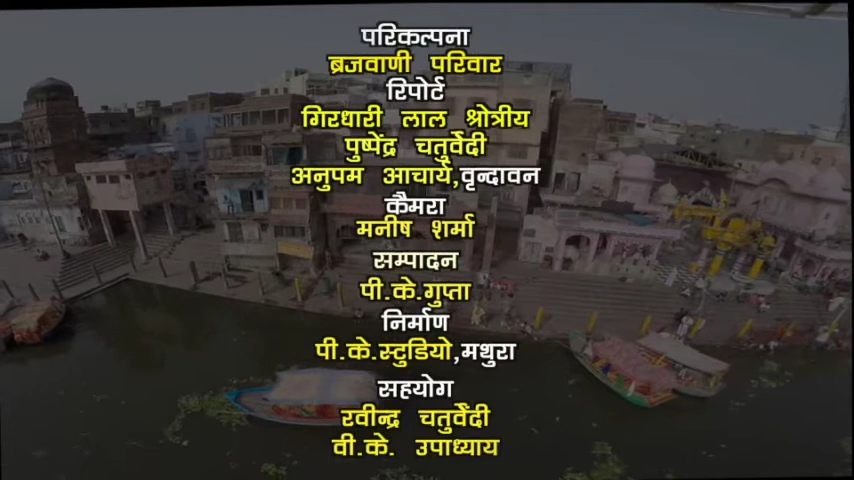 परिकल्पना
ब्रजवाणी परिवार
रिपोर्ट
गिरधारी लाल श्रोत्रीय
पुष्पेंद्र चतुर्वेदी
अनुपम आचार्य,वृन्दावन
कैमरा
मनीष शर्मा
सम्पादन
पी.के.गुप्ता
निर्माण
पी.के.स्टुडियो,मथुरा
सहयोग
रवीन्द्र चतुर्वेदी
वी.के. उपाध्याय